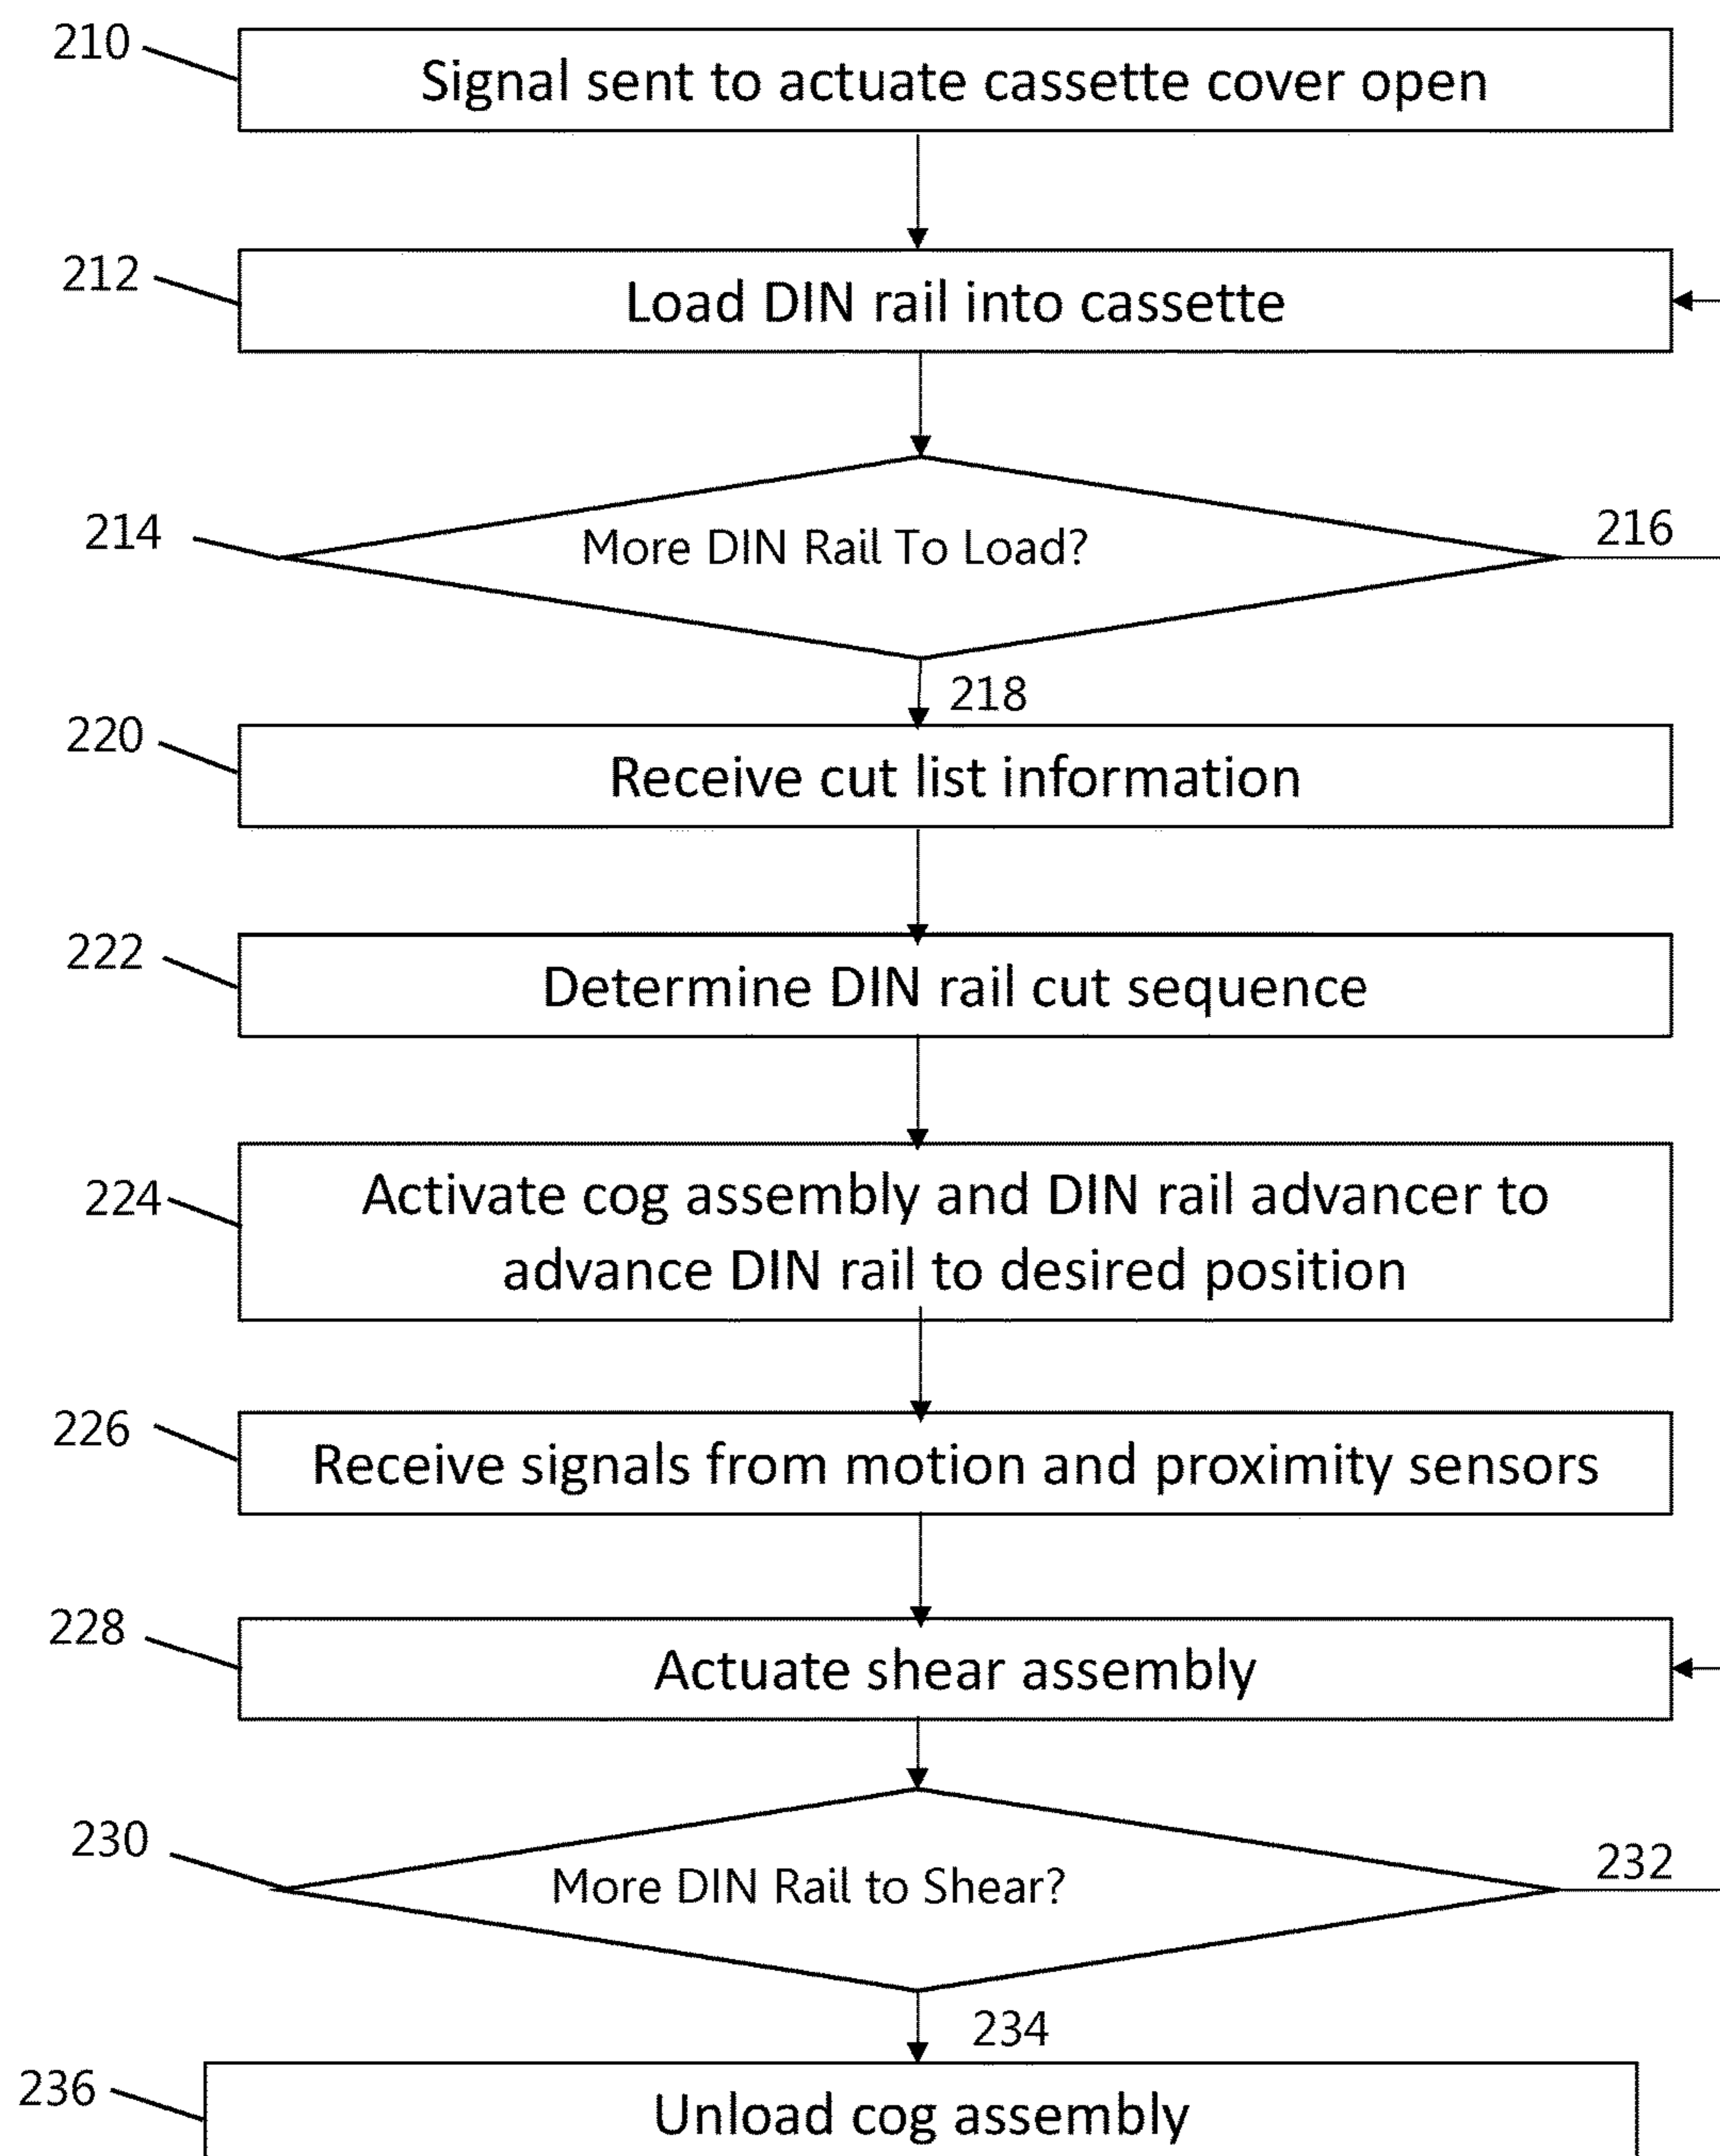 210
Signal sent to actuate cassette cover open
212
Load DIN rail into cassette
214
More DIN Rail To Load?
216
218
220
Receive cut list information
222
Determine DIN rail cut sequence
224
Activate cog assembly and DIN rail advancer to
advance DIN rail to desired position
226
Receive signals from motion and proximity sensors
228
Actuate shear assembly
230
More DIN Rail to Shear?
232
234
236
Unload cog assembly